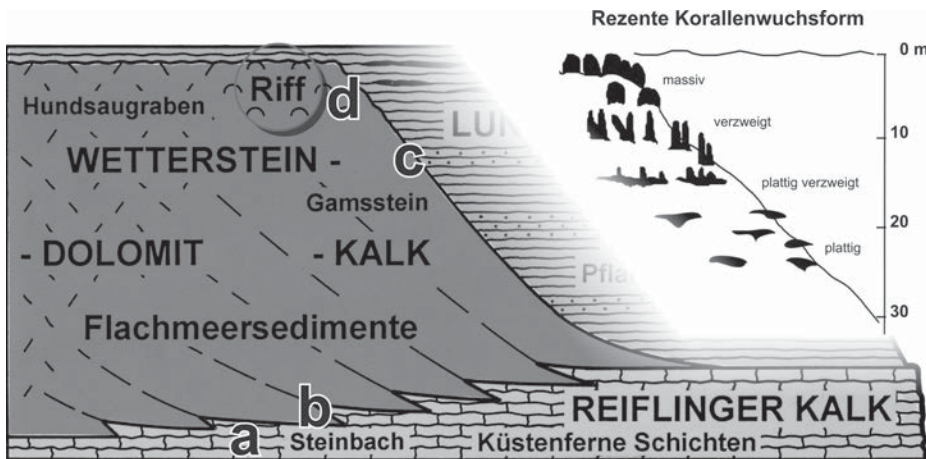 Rezente Korallenwuchsform
0 m
massiv
Riff
Hundsaugraben
d
verzweigt
10
WETTERSTEIN -
c
plattig verzweigt
Gamsstein
20
- DOLOMIT
- KALK
plattig
Flachmeersedimente
30
b
REIFLINGER KALK
a
Steinbach
Küstenferne Schichten